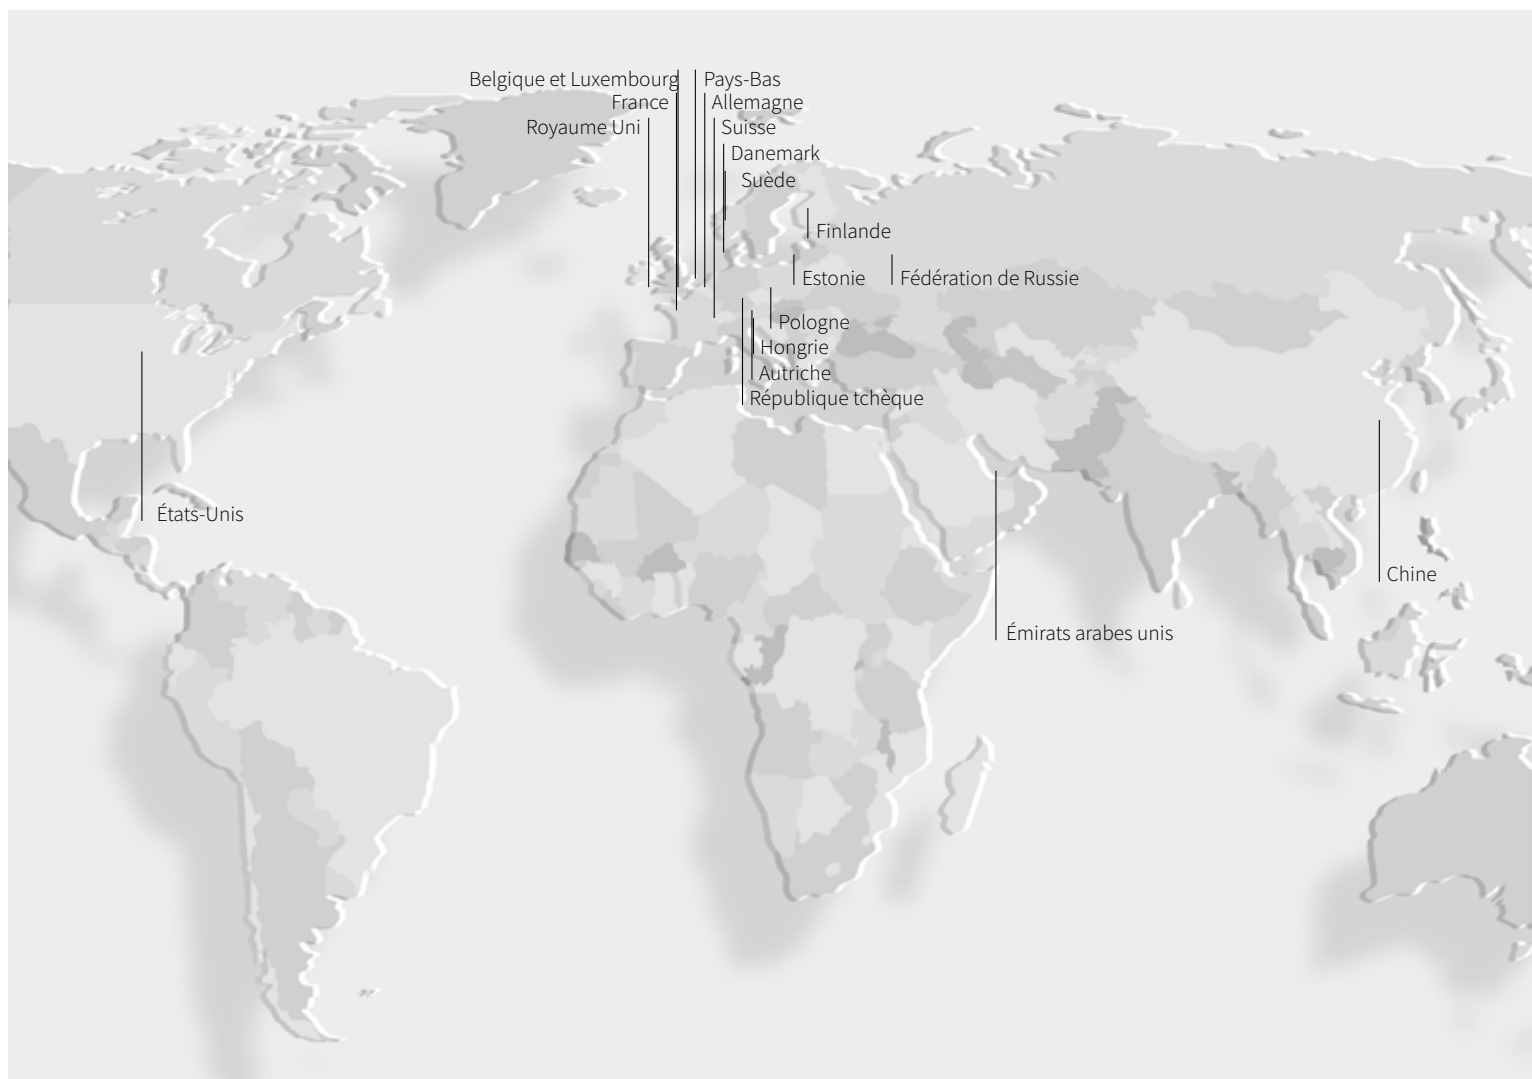 Belgique et Luxembourg
Pays-Bas
France
Allemagne
Royaume Uni
Suisse
Danemark
Suède
Finlande
Estonie
Fédération de Russie
Pologne
Hongrie
Autriche
République tchèque
États-Unis
Chine
Émirats arabes unis